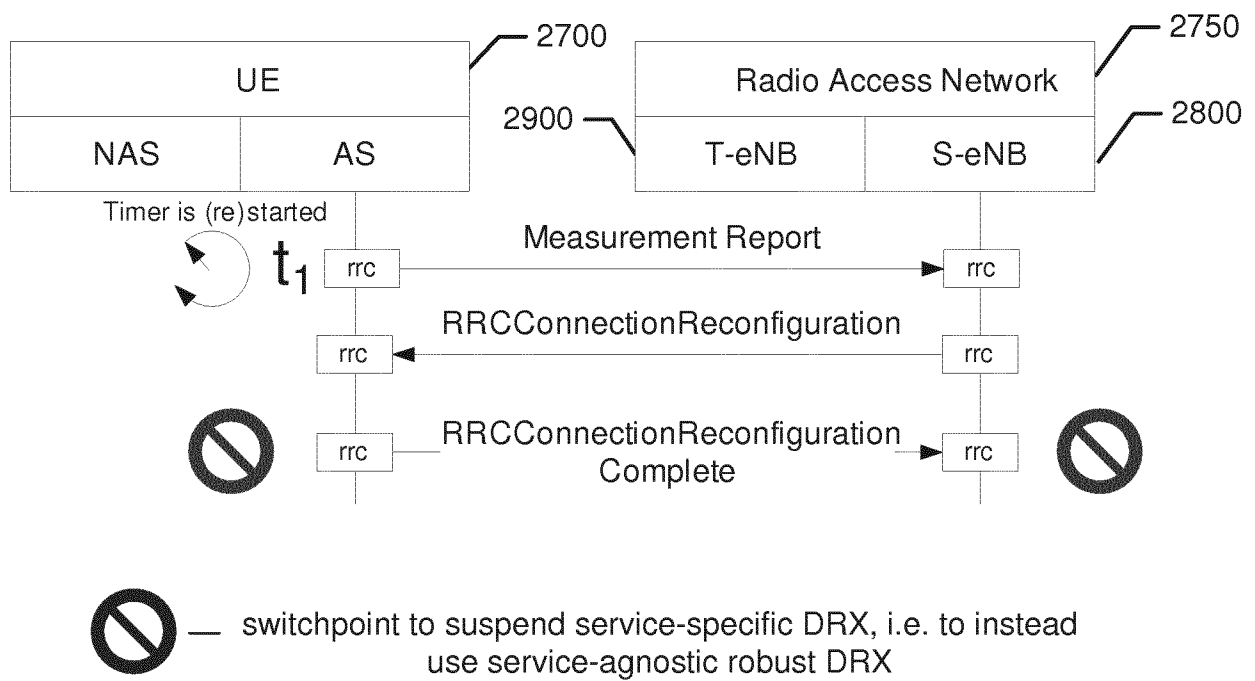 2700
2750
UE
Radio Access Network
2900
2800
NAS
AS
T-eNB
S-eNB
Timer is (re)started
t1
Measurement Report
rrc
rrc
RRCConnectionReconfiguration
rrc
rrc
RRCConnectionReconfiguration
Complete
rrc
rrc
switchpoint to suspend service-specific DRX, i.e. to instead
use service-agnostic robust DRX